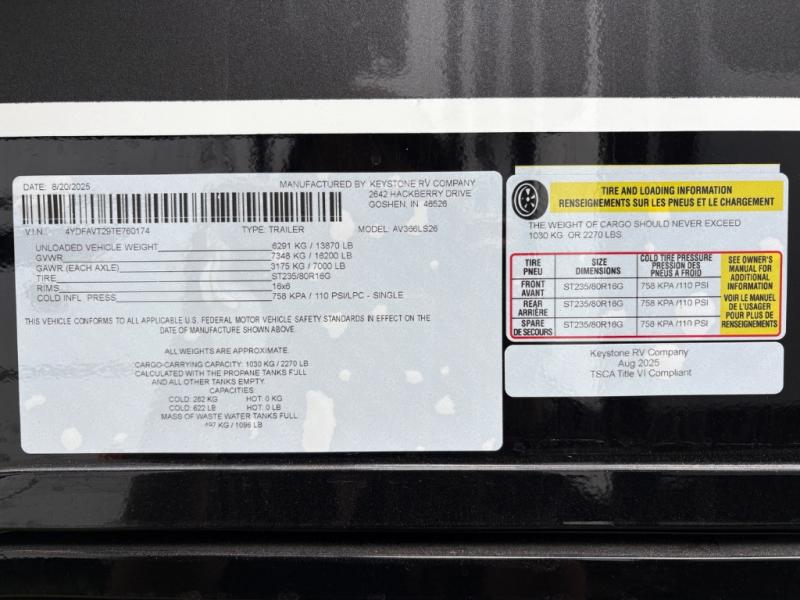 DATE: 8/20/2025
MANUFACTURED BY: KEYSTONE RV COMPANY
2642 HACKBERRY DRIVE
GOSHEN, IN 46526
V.I.N. 4YDFAVT29TE760174 TYPE: TRAILER MODEL: AV366LS26
UNLOADED VEHICLE WEIGHT 6291 KG / 13870 LB
GVWR 7348 KG / 16200 LB
GAWR (EACH AXLE) 3175 KG / 7000 LB
TIRE ST235/80R16G
RIMS 16x6
COLD INFL. PRESS 758 KPA / 110 PSI/LPC - SINGLE
THIS VEHICLE CONFORMS TO ALL APPLICABLE U.S. FEDERAL MOTOR VEHICLE SAFETY STANDARDS IN EFFECT ON THE
DATE OF MANUFACTURE SHOWN ABOVE.
ALL WEIGHTS ARE APPROXIMATE.
CARGO-CARRYING CAPACITY: 1030 KG / 2270 LB
CALCULATED WITH THE PROPANE TANKS FULL
AND ALL OTHER TANKS EMPTY.
CAPACITIES:
COLD: 282 KG HOT: 0 KG
COLD: 622 LB HOT: 0 LB
MASS OF WASTE WATER TANKS FULL
497 KG / 1096 LB
TIRE AND LOADING INFORMATION
RENSEIGNEMENTS SUR LES PNEUS ET LE CHARGEMENT
THE WEIGHT OF CARGO SHOULD NEVER EXCEED
1030 KG OR 2270 LBS.
TIRE
PNEU
SIZE
DIMENSIONS
COLD TIRE PRESSURE
PRESSION DES
PNEUS A FROID
FRONT
AVANT
ST235/80R16G 758 KPA /110 PSI
REAR
ARRIÈRE
ST235/80R16G 758 KPA /110 PSI
SPARE
DE SECOURS
ST235/80R16G 758 KPA /110 PSI
SEE OWNER'S
MANUAL FOR
ADDITIONAL
INFORMATION
VOIR LE MANUEL
DE L'USAGER
POUR PLUS DE
RENSEIGNEMENTS
Keystone RV Company
Aug 2025
TSCA Title VI Compliant